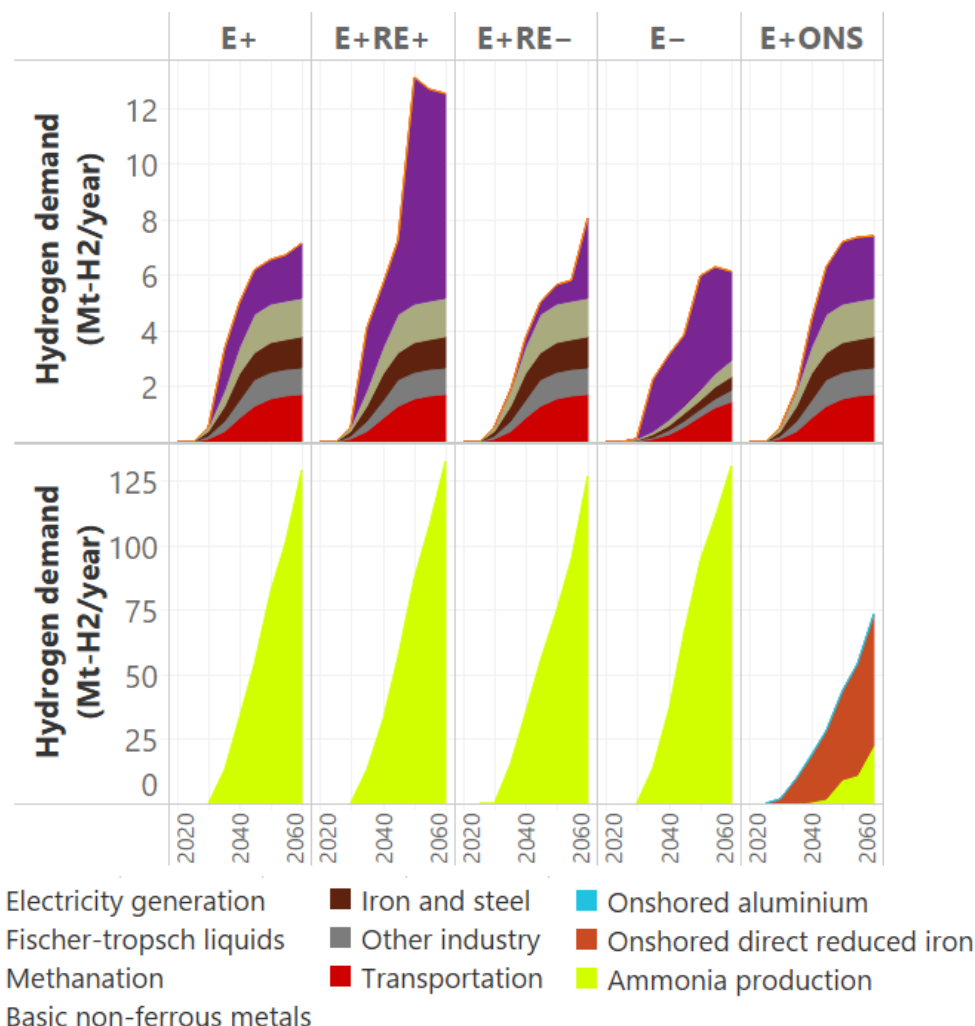 E+ E+RE+ E+RE− E− E+ONS
Hydrogen demand
(Mt-H2/year)
12
10
8
6
4
2
Hydrogen demand
(Mt-H2/year)
125
100
75
50
25
0
2020 2040 2060 2020 2040 2060 2020 2040 2060 2020 2040 2060 2020 2040 2060
Electricity generation Iron and steel Onshored aluminium
Fischer-tropsch liquids Other industry Onshored direct reduced iron
Methanation Transportation Ammonia production
Basic non-ferrous metals